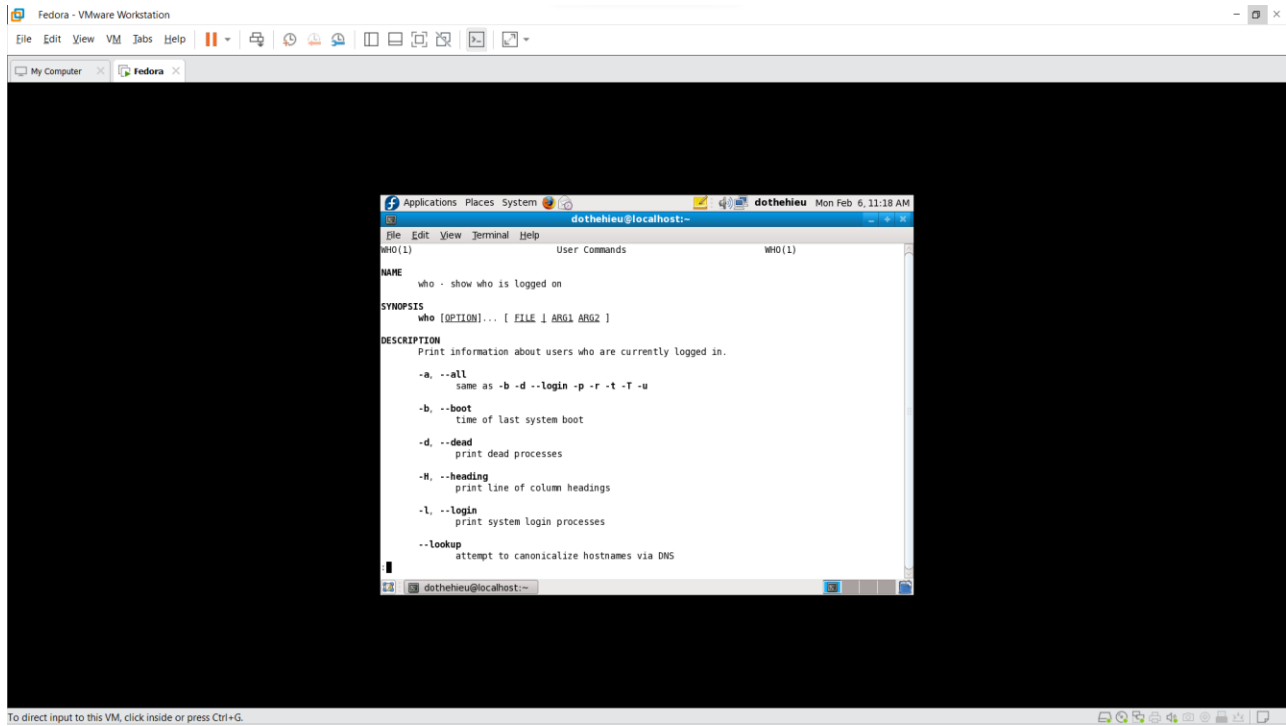 Fedora - VMware Workstation
File Edit View VM Tabs Help
My Computer Fedora
Applications Places System dothehieu Mon Feb 6, 11:18 AM
dothehieu@localhost:~
File Edit View Terminal Help
WHO(1) User Commands WHO(1)
NAME
who - show who is logged on
SYNOPSIS
who [OPTION]... [ FILE | ARG1 ARG2 ]
DESCRIPTION
Print information about users who are currently logged in.
-a, --all
same as -b -d --login -p -r -t -T -u
-b, --boot
time of last system boot
-d, --dead
print dead processes
-H, --heading
print line of column headings
-l, --login
print system login processes
--lookup
attempt to canonicalize hostnames via DNS
:
dothehieu@localhost:~
To direct input to this VM, click inside or press Ctrl+G.